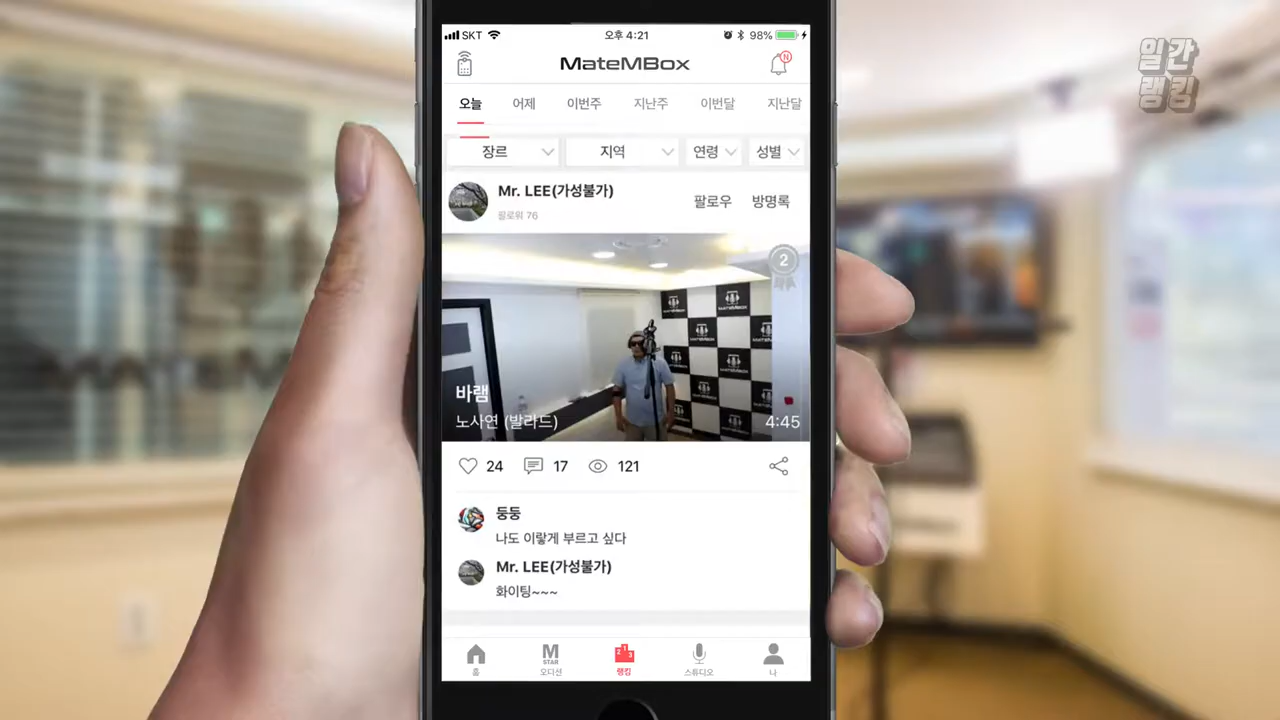 SKT 오후 4:21 98%
MateMBox
N
일간
랭킹
오늘 어제 이번주 지난주 이번달 지난달
장르 지역 연령 성별
Mr. LEE(가성불가)
팔로우 방명록
팔로워 76
2
MATEMBOX
바램
노사연 (발라드) 4:45
24 17 121
둥둥
나도 이렇게 부르고 싶다
Mr. LEE(가성불가)
화이팅~~~
M
STAR
2 1 3
홈 오디션 랭킹 스튜디오 나